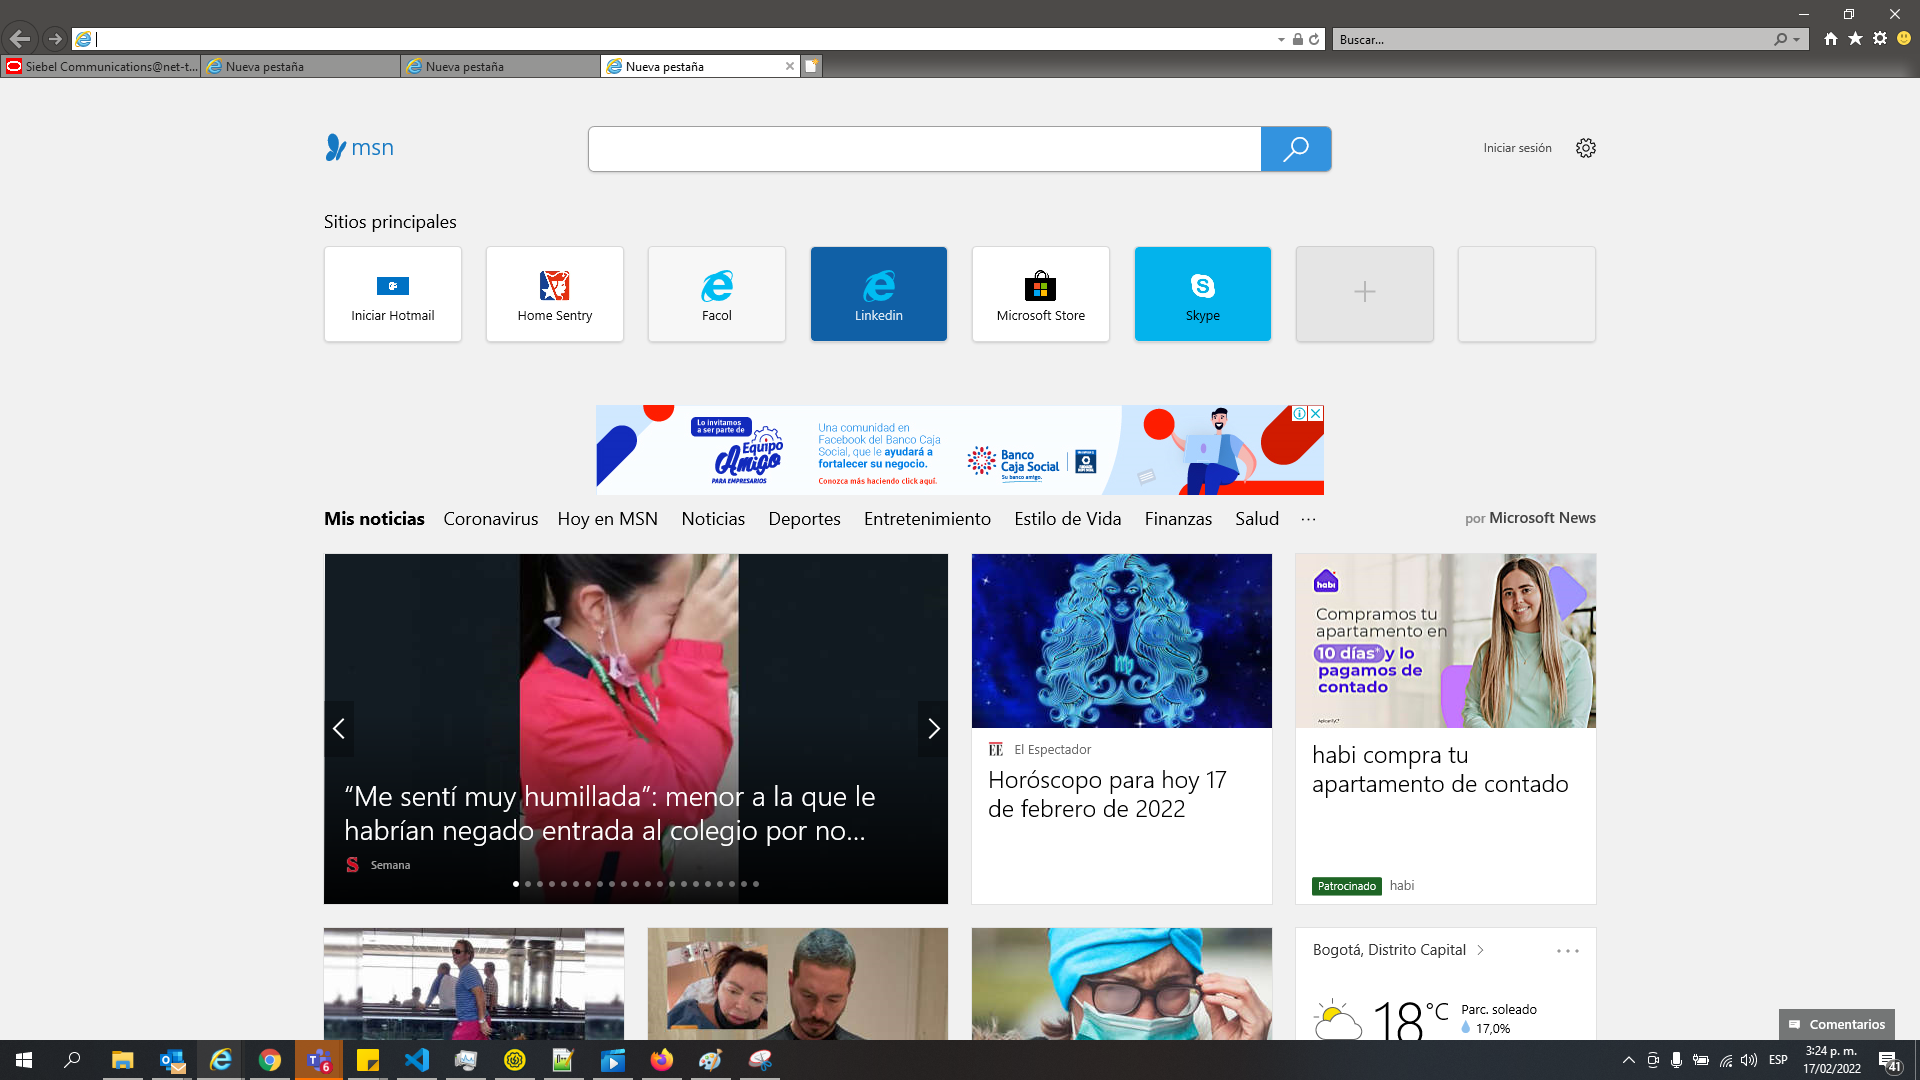 Buscar...
Siebel Communications@net-t...
Nueva pestaña
Nueva pestaña
Nueva pestaña
msn
Iniciar sesión
Sitios principales
Iniciar Hotmail
Home Sentry
Facol
Linkedin
Microsoft Store
Skype
Lo invitamos
a ser parte de
Equipo
Amigo
PARA EMPRESARIOS
Una comunidad en
Facebook del Banco Caja
Social, que le ayudará a
fortalecer su negocio.
Conozca más haciendo click aquí.
Banco
Caja Social
Su banco amigo.
Mis noticias
Coronavirus
Hoy en MSN
Noticias
Deportes
Entretenimiento
Estilo de Vida
Finanzas
Salud
...
por Microsoft News
“Me sentí muy humillada”: menor a la que le
habrían negado entrada al colegio por no...
S Semana
EE El Espectador
Horóscopo para hoy 17
de febrero de 2022
habi
Compramos tu
apartamento en
10 días* y lo
pagamos de
contado
habi compra tu
apartamento de contado
Patrocinado habi
Bogotá, Distrito Capital
18°C
Parc. soleado
17,0%
Comentarios
6
ESP
3:24 p. m.
17/02/2022
41